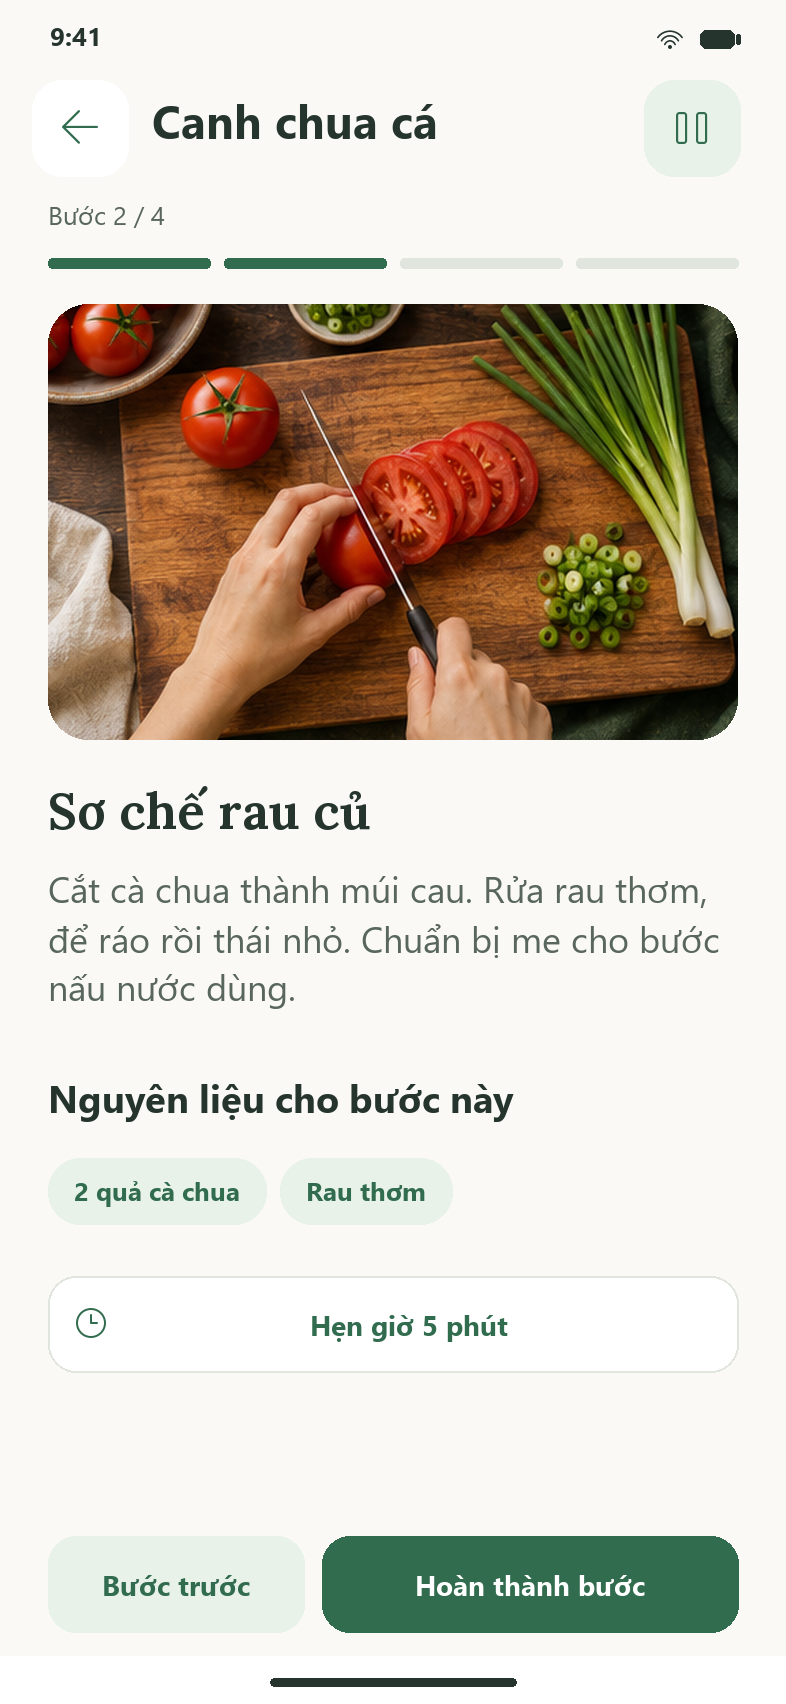 9:41
Canh chua cá
Bước 2 / 4
Sơ chế rau củ
Cắt cà chua thành múi cau. Rửa rau thơm,
để ráo rồi thái nhỏ. Chuẩn bị me cho bước
nấu nước dùng.
Nguyên liệu cho bước này
2 quả cà chua
Rau thơm
Hẹn giờ 5 phút
Bước trước
Hoàn thành bước